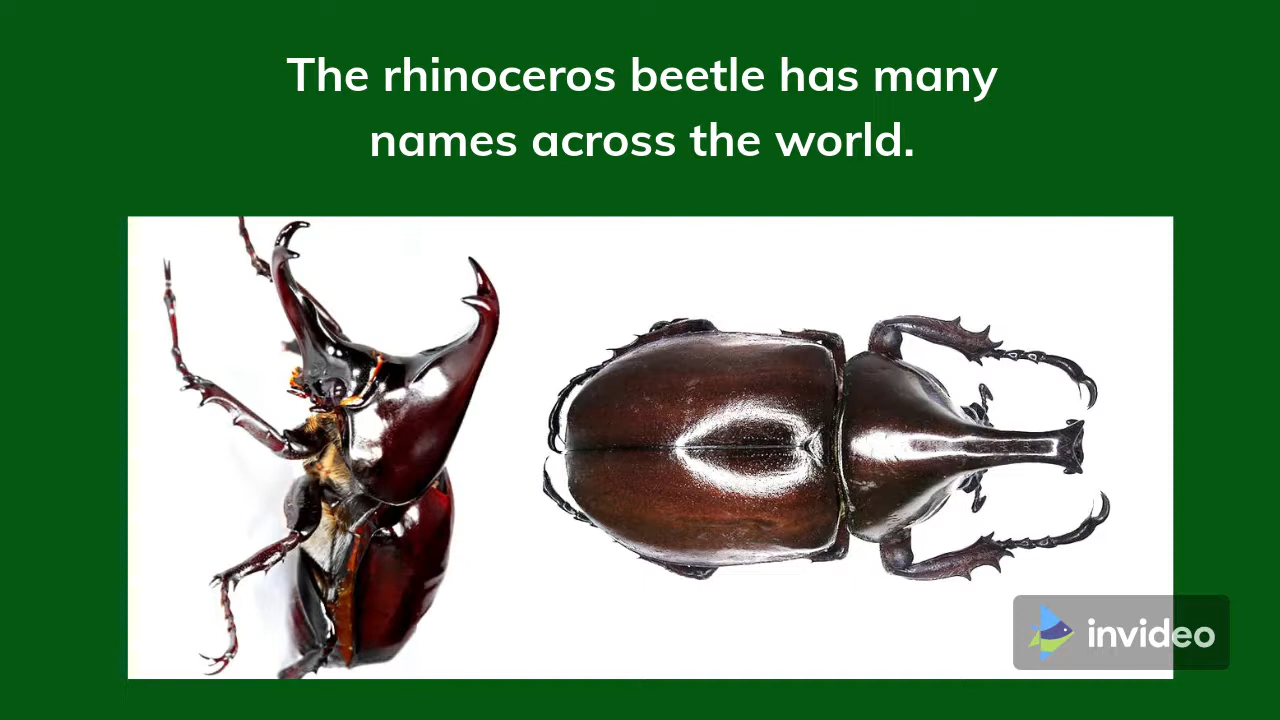 The rhinoceros beetle has many
names across the world.
invideo